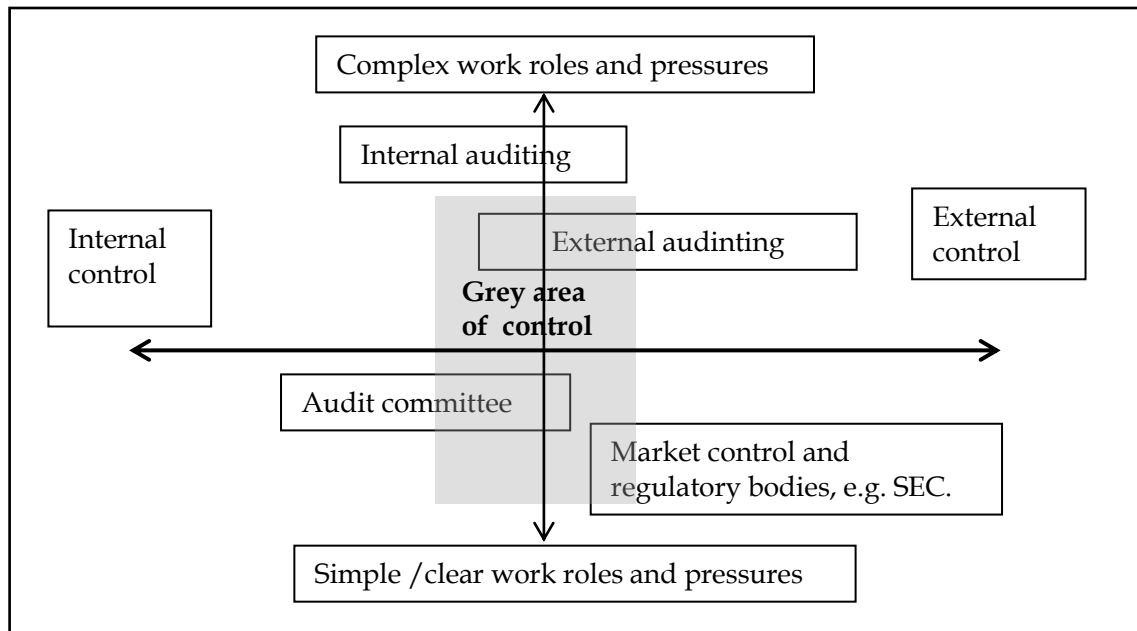 Complex work roles and pressures
Internal auditing
Internal
control
External audinting
External
control
Grey area
of control
Audit committee
Market control and
regulatory bodies, e.g. SEC.
Simple /clear work roles and pressures